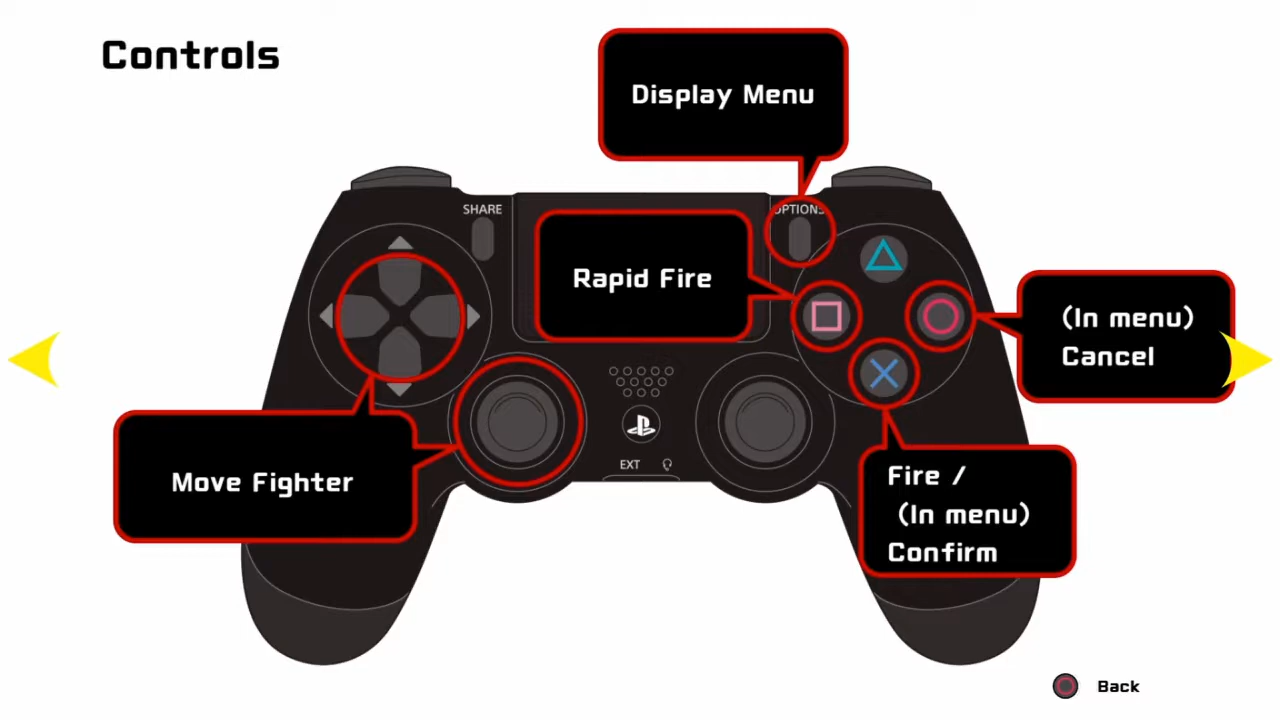 Controls
Display Menu
SHARE
OPTIONS
Rapid Fire
(In menu)
Cancel
Move Fighter
EXT
Fire /
(In menu)
Confirm
Back